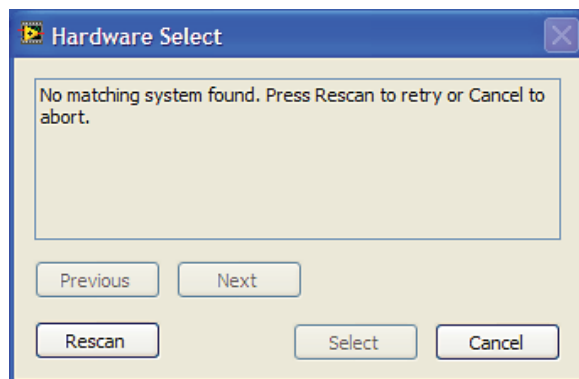 Hardware Select
No matching system found. Press Rescan to retry or Cancel to
abort.
Previous Next
Rescan Select Cancel